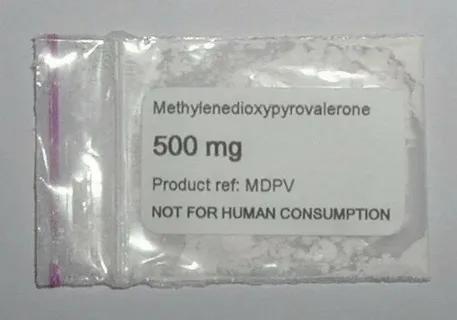 Methylenedioxypyrovalerone
500 mg
Product ref: MDPV
NOT FOR HUMAN CONSUMPTION